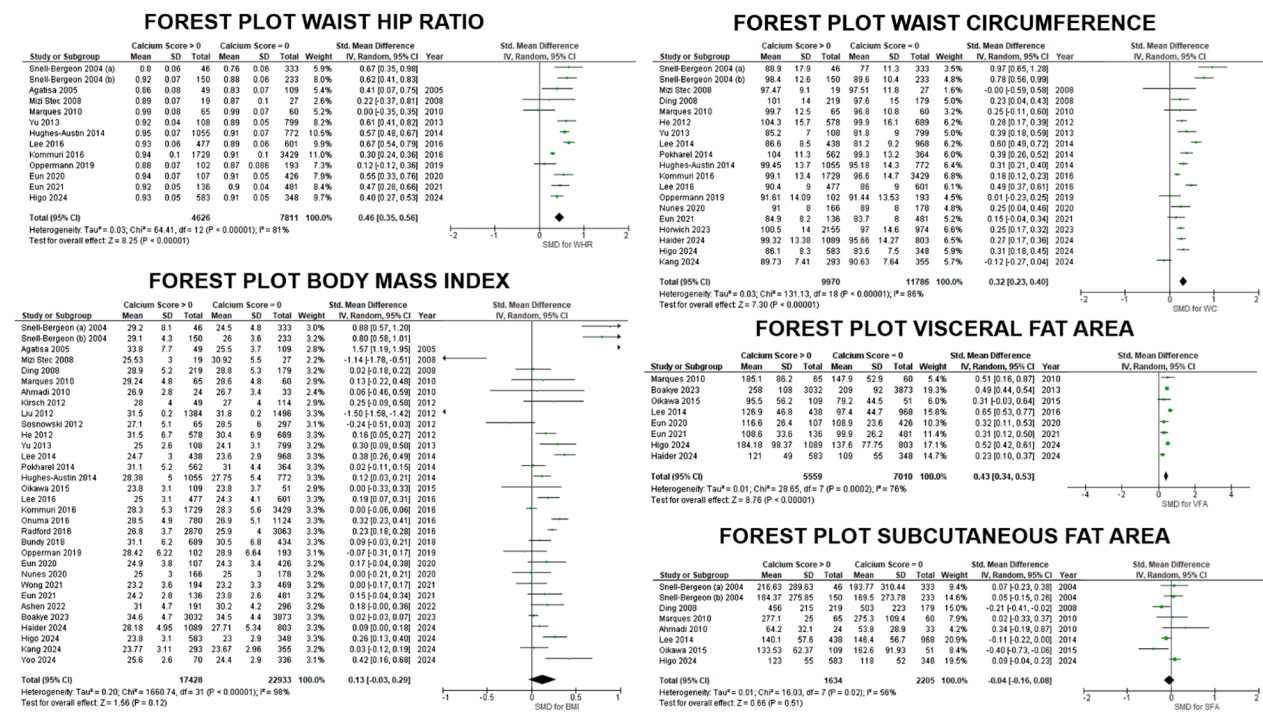 FOREST PLOT WAIST HIP RATIO
Calcium Score > 0 Calcium Score = 0 Std. Mean Difference Std. Mean Difference
Study or Subgroup Mean SD Total Mean SD Total Weight IV, Random, 95% CI Year IV, Random, 95% CI
Snell-Bergeon 2004 (a) 0.8 0.06 46 0.76 0.06 333 5.9% 0.67 [0.35, 0.98]
Snell-Bergeon 2004 (b) 0.92 0.07 150 0.88 0.06 233 7.7% 0.62 [0.41, 0.83]
Agatisa 2005 0.86 0.08 49 0.83 0.07 109 5.4% 0.41 [0.07, 0.75] 2005
Mizi Stec 2008 0.89 0.07 19 0.87 0.1 27 2.8% 0.22 [-0.37, 0.81] 2008
Marques 2010 0.99 0.08 65 0.99 0.07 60 5.3% 0.00 [-0.35, 0.35] 2010
Yu 2013 0.92 0.04 108 0.89 0.05 799 7.8% 0.61 [0.41, 0.82] 2013
Hughes-Austin 2014 0.95 0.07 1055 0.91 0.07 772 10.5% 0.57 [0.48, 0.67] 2014
Lee 2016 0.93 0.06 477 0.89 0.06 601 9.9% 0.67 [0.54, 0.79] 2016
Kommuri 2016 0.94 0.1 1729 0.91 0.1 3429 11.0% 0.30 [0.24, 0.36] 2016
Oppermann 2019 0.88 0.07 102 0.87 0.086 193 7.0% 0.12 [-0.12, 0.36] 2019
Eun 2020 0.94 0.07 107 0.91 0.05 426 7.6% 0.55 [0.33, 0.76] 2020
Eun 2021 0.92 0.05 136 0.9 0.04 481 8.1% 0.47 [0.28, 0.66] 2021
Higo 2024 0.93 0.05 583 0.91 0.05 348 9.7% 0.40 [0.27, 0.53] 2024
Total (95% CI) 4626 7811 100.0% 0.46 [0.35, 0.56]
Heterogeneity: Tau² = 0.03; Chi² = 64.41, df = 12 (P < 0.00001); I² = 81%
Test for overall effect: Z = 8.25 (P < 0.00001)
-2 -1 0 1 2
SMD for WHR
FOREST PLOT BODY MASS INDEX
Calcium Score > 0 Calcium Score = 0 Std. Mean Difference Std. Mean Difference
Study or Subgroup Mean SD Total Mean SD Total Weight IV, Random, 95% CI Year IV, Random, 95% CI
Snell-Bergeon (a) 2004 29.2 8.1 46 24.5 4.8 333 3.0% 0.88 [0.57, 1.20]
Snell-Bergeon (b) 2004 29.1 4.3 150 26 3.6 233 3.2% 0.80 [0.58, 1.01]
Agatisa 2005 33.8 7.7 49 25.5 3.7 109 2.8% 1.57 [1.19, 1.95] 2005
Mizi Stec 2008 25.53 3 19 30.92 5.5 27 2.2% -1.14 [-1.78, -0.51] 2008
Ding 2008 28.9 5.2 219 28.8 5.3 179 3.2% 0.02 [-0.18, 0.22] 2008
Marques 2010 29.24 4.8 65 28.6 4.8 60 2.9% 0.13 [-0.22, 0.48] 2010
Ahmadi 2010 26.9 2.8 24 26.7 3.4 33 2.5% 0.06 [-0.46, 0.59] 2010
Kirsch 2012 28 4 49 27 4 114 2.9% 0.25 [-0.09, 0.58] 2012
Liu 2012 31.5 0.2 1384 31.8 0.2 1496 3.3% -1.50 [-1.58, -1.42] 2012
Sosnowski 2012 27.1 5.1 65 28.5 6 297 3.1% -0.24 [-0.51, 0.03] 2012
He 2012 31.5 6.7 578 30.4 6.9 689 3.3% 0.16 [0.05, 0.27] 2012
Yu 2013 25 2.6 108 24.1 3.1 799 3.2% 0.30 [0.09, 0.50] 2013
Lee 2014 24.7 3 438 23.6 2.9 968 3.3% 0.38 [0.26, 0.49] 2014
Pokharel 2014 31.1 5.2 562 31 4.4 364 3.3% 0.02 [-0.11, 0.15] 2014
Hughes-Austin 2014 28.38 5 1055 27.75 5.4 772 3.3% 0.12 [0.03, 0.21] 2014
Oikawa 2015 23.8 3.1 109 23.8 3.7 51 2.9% 0.00 [-0.33, 0.33] 2015
Lee 2016 25 3.1 477 24.3 4.1 601 3.3% 0.19 [0.07, 0.31] 2016
Kommuri 2016 28.3 5.3 1729 28.3 5.6 3429 3.3% 0.00 [-0.06, 0.06] 2016
Onuma 2016 28.5 4.9 780 26.9 5.1 1124 3.3% 0.32 [0.23, 0.41] 2016
Radford 2016 26.8 3.7 2870 25.9 4 3063 3.3% 0.23 [0.18, 0.28] 2016
Bundy 2018 31.1 6.2 689 30.5 6.8 434 3.3% 0.09 [-0.03, 0.21] 2018
Opperman 2019 28.42 6.22 102 28.9 6.64 193 3.1% -0.07 [-0.31, 0.17] 2019
Eun 2020 24.9 3.8 107 24.3 3.4 426 3.2% 0.17 [-0.04, 0.38] 2020
Nunes 2020 25 3 166 25 3 178 3.2% 0.00 [-0.21, 0.21] 2020
Wong 2021 23.2 3.6 194 23.2 3.3 469 3.2% 0.00 [-0.17, 0.17] 2021
Eun 2021 24.2 2.8 136 23.8 2.6 481 3.2% 0.15 [-0.04, 0.34] 2021
Ashen 2022 31 4.7 191 30.2 4.2 296 3.2% 0.18 [-0.00, 0.36] 2022
Boakye 2023 34.6 4.7 3032 34.5 4.4 3873 3.3% 0.02 [-0.03, 0.07] 2023
Haider 2024 28.18 4.95 1089 27.71 5.34 803 3.3% 0.09 [-0.00, 0.18] 2024
Higo 2024 23.8 3.1 583 23 2.9 348 3.3% 0.26 [0.13, 0.40] 2024
Kang 2024 23.77 3.11 293 23.67 2.96 355 3.3% 0.03 [-0.12, 0.19] 2024
Yoo 2024 25.6 2.6 70 24.4 2.9 336 3.1% 0.42 [0.16, 0.68] 2024
Total (95% CI) 17428 22933 100.0% 0.13 [-0.03, 0.29]
Heterogeneity: Tau² = 0.20; Chi² = 1660.74, df = 31 (P < 0.00001); I² = 98%
Test for overall effect: Z = 1.56 (P = 0.12)
-1 -0.5 0 0.5 1
SMD for BMI
FOREST PLOT WAIST CIRCUMFERENCE
Calcium Score > 0 Calcium Score = 0 Std. Mean Difference Std. Mean Difference
Study or Subgroup Mean SD Total Mean SD Total Weight IV, Random, 95% CI Year IV, Random, 95% CI
Snell-Bergeon 2004 (a) 88.9 17.9 46 77 11.3 333 3.5% 0.97 [0.65, 1.28]
Snell-Bergeon 2004 (b) 98.4 12.6 150 89.6 10.4 233 4.9% 0.78 [0.56, 0.99]
Mizi Stec 2008 97.47 9.1 19 97.51 11.8 27 1.5% -0.00 [-0.59, 0.58] 2008
Ding 2008 101 14 219 97.6 15 179 5.1% 0.23 [0.04, 0.43] 2008
Marques 2010 99.7 12.5 65 96.8 10.8 60 3.1% 0.25 [-0.11, 0.60] 2010
He 2012 104.3 15.7 578 99.9 16.1 689 6.5% 0.28 [0.17, 0.39] 2012
Yu 2013 85.2 7 108 81.8 9 799 5.0% 0.39 [0.18, 0.59] 2013
Lee 2014 86.6 8.5 438 81.2 9.2 968 6.4% 0.60 [0.49, 0.72] 2014
Pokharel 2014 104 11.3 562 99.3 13.2 364 6.2% 0.39 [0.26, 0.52] 2014
Hughes-Austin 2014 99.45 13.7 1055 95.18 14.3 772 6.8% 0.31 [0.21, 0.40] 2014
Kommuri 2016 99.1 13.4 1729 96.6 14.7 3429 7.1% 0.18 [0.12, 0.23] 2016
Lee 2016 90.4 9 477 86 9 601 6.3% 0.49 [0.37, 0.61] 2016
Oppermann 2019 91.61 14.09 102 91.44 13.53 193 4.5% 0.01 [-0.23, 0.25] 2019
Nunes 2020 91 8 166 89 8 178 4.9% 0.25 [0.04, 0.46] 2020
Eun 2021 84.9 8.2 136 83.7 8 481 5.2% 0.15 [-0.04, 0.34] 2021
Horwich 2023 100.5 14 2155 97 14.6 974 6.9% 0.25 [0.17, 0.32] 2023
Haider 2024 99.32 13.38 1089 95.66 14.27 803 6.8% 0.27 [0.17, 0.36] 2024
Higo 2024 86.1 8.3 583 83.6 7.5 348 6.2% 0.31 [0.18, 0.45] 2024
Kang 2024 89.73 7.41 293 90.63 7.64 355 5.9% -0.12 [-0.27, 0.04] 2024
Total (95% CI) 9970 11786 100.0% 0.32 [0.23, 0.40]
Heterogeneity: Tau² = 0.03; Chi² = 131.13, df = 18 (P < 0.00001); I² = 86%
Test for overall effect: Z = 7.30 (P < 0.00001)
-2 -1 0 1 2
SMD for WC
FOREST PLOT VISCERAL FAT AREA
Calcium Score > 0 Calcium Score = 0 Std. Mean Difference Std. Mean Difference
Study or Subgroup Mean SD Total Mean SD Total Weight IV, Random, 95% CI Year IV, Random, 95% CI
Marques 2010 185.1 86.2 65 147.9 52.9 60 5.4% 0.51 [0.16, 0.87] 2010
Boakye 2023 258 108 3032 209 92 3873 23.7% 0.49 [0.44, 0.54] 2013
Oikawa 2015 95.5 56.2 109 79.2 44.5 51 6.0% 0.31 [-0.03, 0.64] 2015
Lee 2014 126.9 46.8 438 97.4 44.7 968 18.6% 0.65 [0.53, 0.77] 2016
Eun 2020 116.6 26.4 107 108.9 23.6 426 11.1% 0.32 [0.11, 0.53] 2020
Eun 2021 108.6 33.6 136 99.9 26.2 481 12.5% 0.31 [0.12, 0.50] 2021
Higo 2024 184.18 98.37 1089 137.6 77.75 803 17.1% 0.52 [0.42, 0.61] 2024
Haider 2024 121 49 583 109 55 348 14.7% 0.23 [0.10, 0.37] 2024
Total (95% CI) 5559 7010 100.0% 0.43 [0.34, 0.53]
Heterogeneity: Tau² = 0.01; Chi² = 28.65, df = 7 (P = 0.0002); I² = 76%
Test for overall effect: Z = 8.76 (P < 0.00001)
-4 -2 0 2 4
SMD for VFA
FOREST PLOT SUBCUTANEOUS FAT AREA
Calcium Score > 0 Calcium Score = 0 Std. Mean Difference Std. Mean Difference
Study or Subgroup Mean SD Total Mean SD Total Weight IV, Random, 95% CI Year IV, Random, 95% CI
Snell-Bergeon (a) 2004 216.63 289.63 46 193.77 310.44 333 9.9% 0.07 [-0.23, 0.38] 2004
Snell-Bergeon (b) 2004 184.37 275.85 150 169.5 273.78 233 15.3% 0.05 [-0.15, 0.26] 2004
Ding 2008 456 215 219 503 223 179 15.9% -0.21 [-0.41, -0.02] 2008
Marques 2010 277.1 25 65 275.3 109.4 60 8.3% 0.02 [-0.33, 0.37] 2010
Ahmadi 2010 64.2 32.1 24 53.9 28.9 33 4.4% 0.34 [-0.19, 0.87] 2010
Lee 2014 140.1 57.6 438 146.4 56.7 968 21.5% -0.11 [-0.22, 0.00] 2014
Oikawa 2015 133.53 62.37 109 162.6 91.93 51 8.7% -0.40 [-0.73, -0.06] 2015
Higo 2024 123 55 583 118 52 348 20.0% 0.09 [-0.04, 0.23] 2024
Total (95% CI) 1634 2205 100.0% -0.04 [-0.16, 0.08]
Heterogeneity: Tau² = 0.01; Chi² = 16.03, df = 7 (P = 0.02); I² = 56%
Test for overall effect: Z = 0.66 (P = 0.51)
-2 -1 0 1 2
SMD for SFA